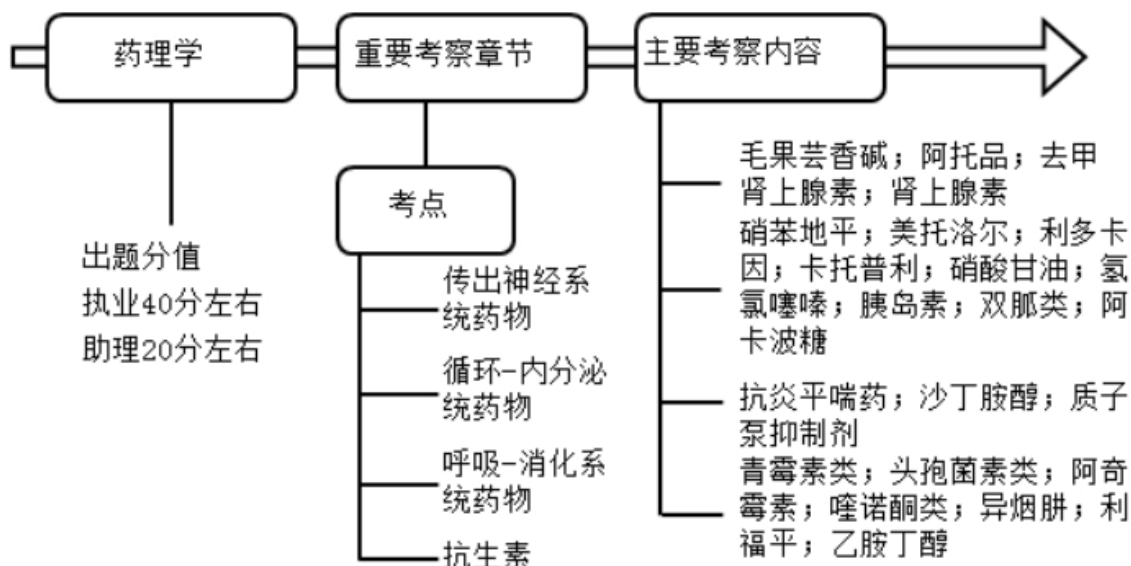 药理学
重要考察章节
主要考察内容
出题分值
执业40分左右
助理20分左右
考点
传出神经系
统药物
循环-内分泌
统药物
呼吸-消化系
统药物
抗生素
毛果芸香碱；阿托品；去甲
肾上腺素；肾上腺素
硝苯地平；美托洛尔；利多卡
因；卡托普利；硝酸甘油；氢
氯噻嗪；胰岛素；双胍类；阿
卡波糖
抗炎平喘药；沙丁胺醇；质子
泵抑制剂
青霉素类；头孢菌素类；阿奇
霉素；喹诺酮类；异烟肼；利
福平；乙胺丁醇